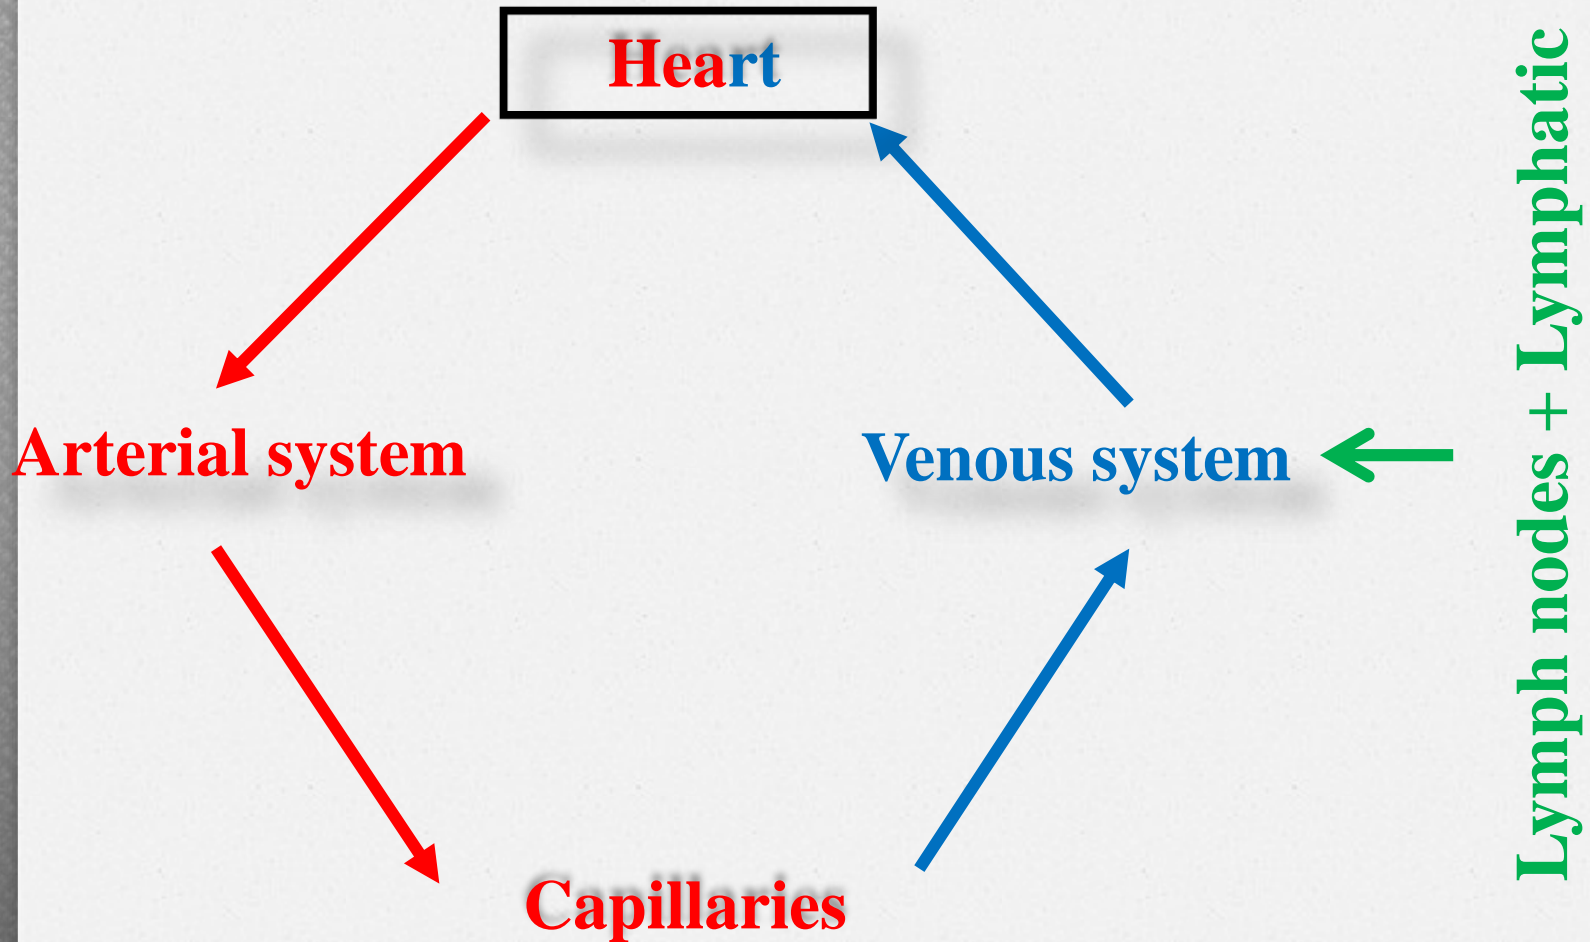 Heart
Arterial system
Venous system
Capillaries
Lymph nodes + Lymphatic